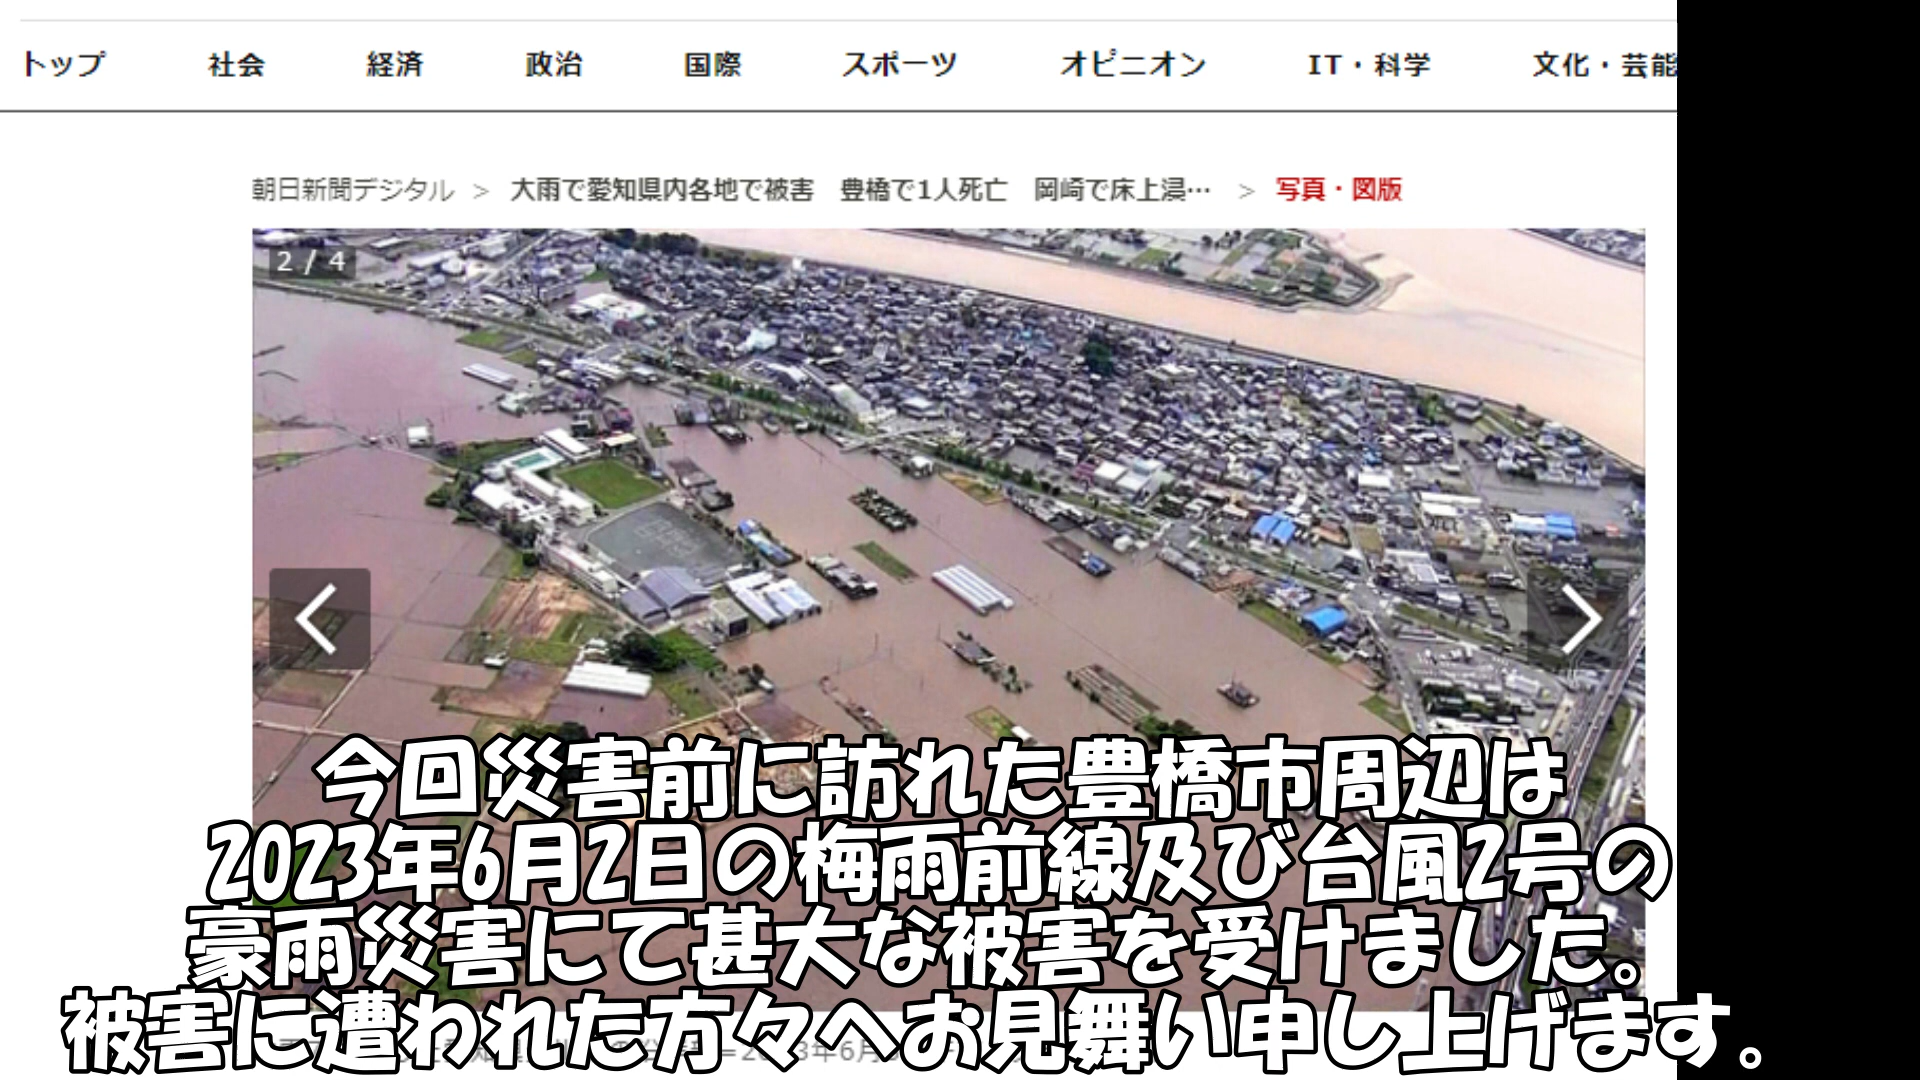 トップ 社会 経済 政治 国際 スポーツ オピニオン IT・科学 文化・芸能
朝日新聞デジタル > 大雨で愛知県内各地で被害 豊橋で1人死亡 岡崎で床上浸… > 写真・図版
2 / 4
今回災害前に訪れた豊橋市周辺は
2023年6月2日の梅雨前線及び台風2号の
豪雨災害にて甚大な被害を受けました。
被害に遭われた方々へお見舞い申し上げます。